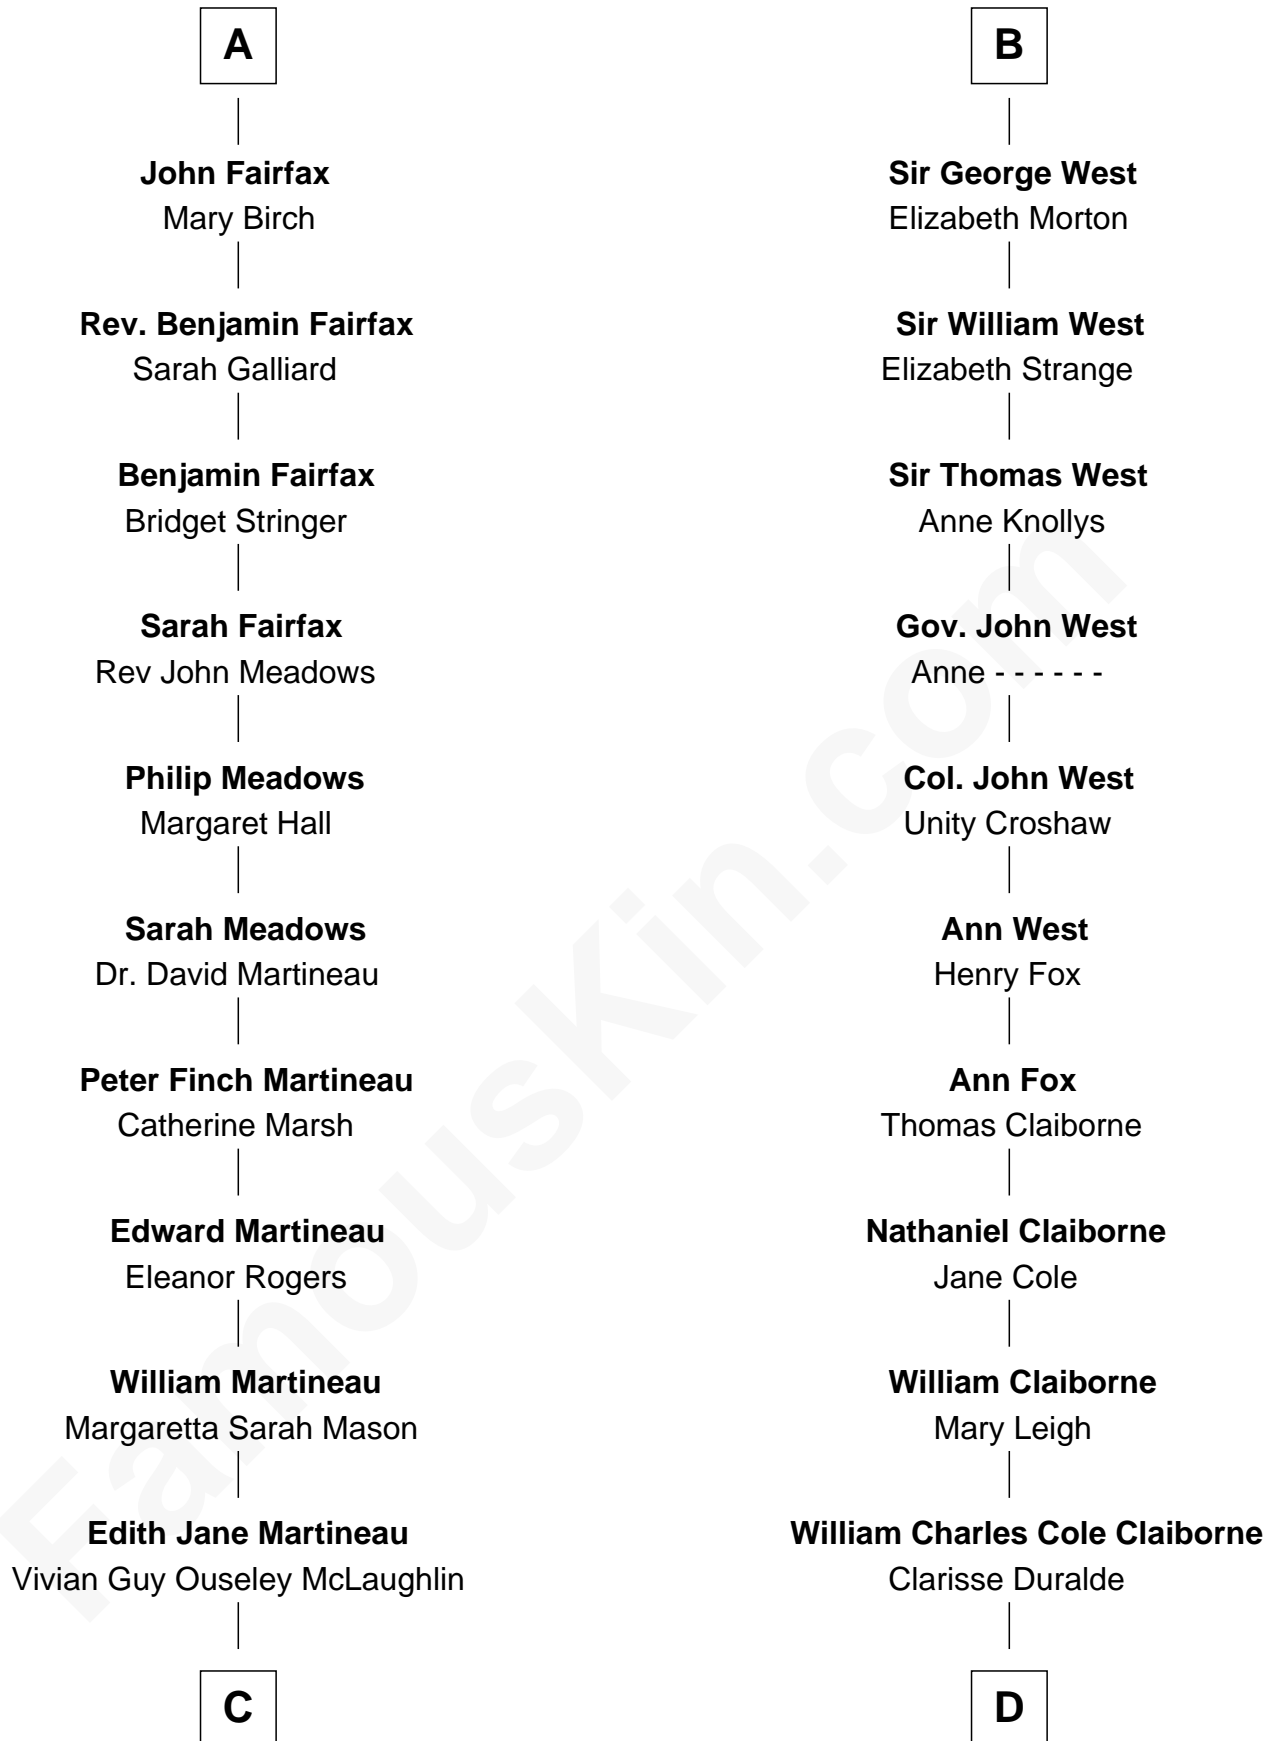 A
John Fairfax
Mary Birch
Rev. Benjamin Fairfax
Sarah Galliard
Benjamin Fairfax
Bridget Stringer
Sarah Fairfax
Rev John Meadows
Philip Meadows
Margaret Hall
Sarah Meadows
Dr. David Martineau
Peter Finch Martineau
Catherine Marsh
Edward Martineau
Eleanor Rogers
William Martineau
Margaretta Sarah Mason
Edith Jane Martineau
Vivian Guy Ouseley McLaughlin
C
B
Sir George West
Elizabeth Morton
Sir William West
Elizabeth Strange
Sir Thomas West
Anne Knollys
Gov. John West
Anne - - - - - -
Col. John West
Unity Croshaw
Ann West
Henry Fox
Ann Fox
Thomas Claiborne
Nathaniel Claiborne
Jane Cole
William Claiborne
Mary Leigh
William Charles Cole Claiborne
Clarisse Duralde
D
FamousKin.com